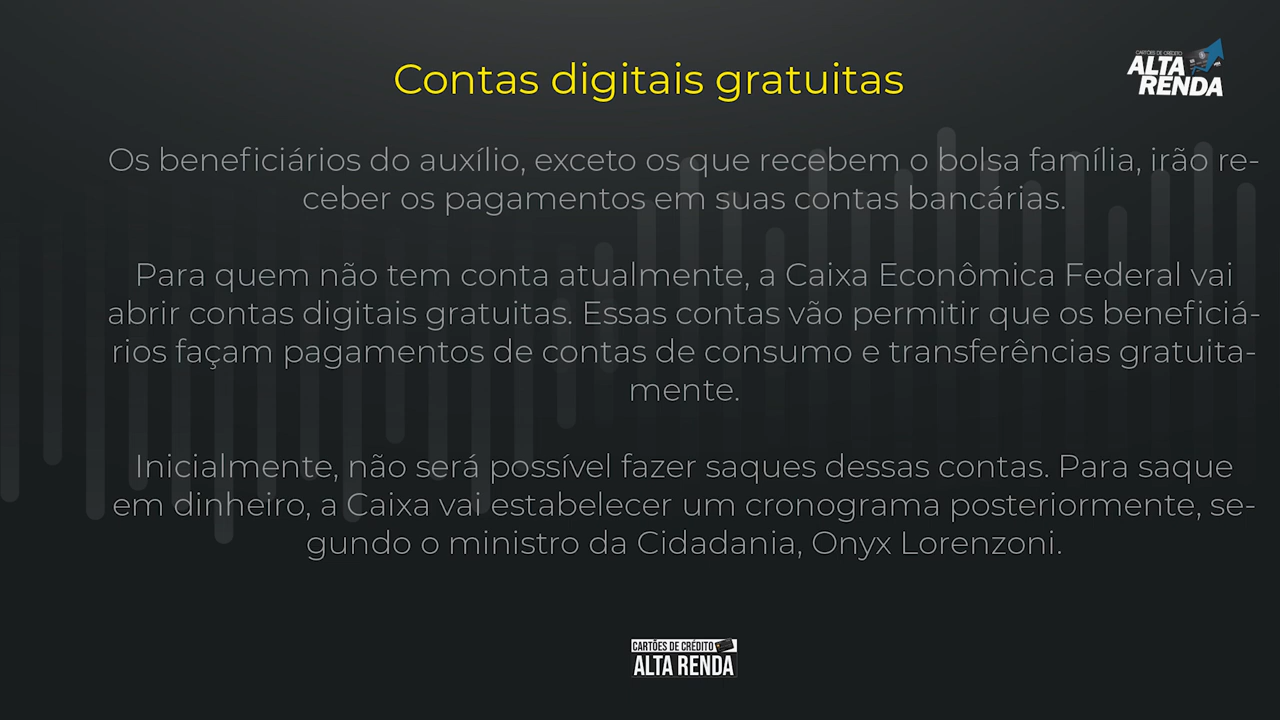 Contas digitais gratuitas
CARTÕES DE CRÉDITO
ALTA
RENDA
Os beneficiários do auxílio, exceto os que recebem o bolsa família, irão re-
ceber os pagamentos em suas contas bancárias.
Para quem não tem conta atualmente, a Caixa Econômica Federal vai
abrir contas digitais gratuitas. Essas contas vão permitir que os beneficiá-
rios façam pagamentos de contas de consumo e transferências gratuita-
mente.
Inicialmente, não será possível fazer saques dessas contas. Para saque
em dinheiro, a Caixa vai estabelecer um cronograma posteriormente, se-
gundo o ministro da Cidadania, Onyx Lorenzoni.
CARTÕES DE CRÉDITO
ALTA RENDA